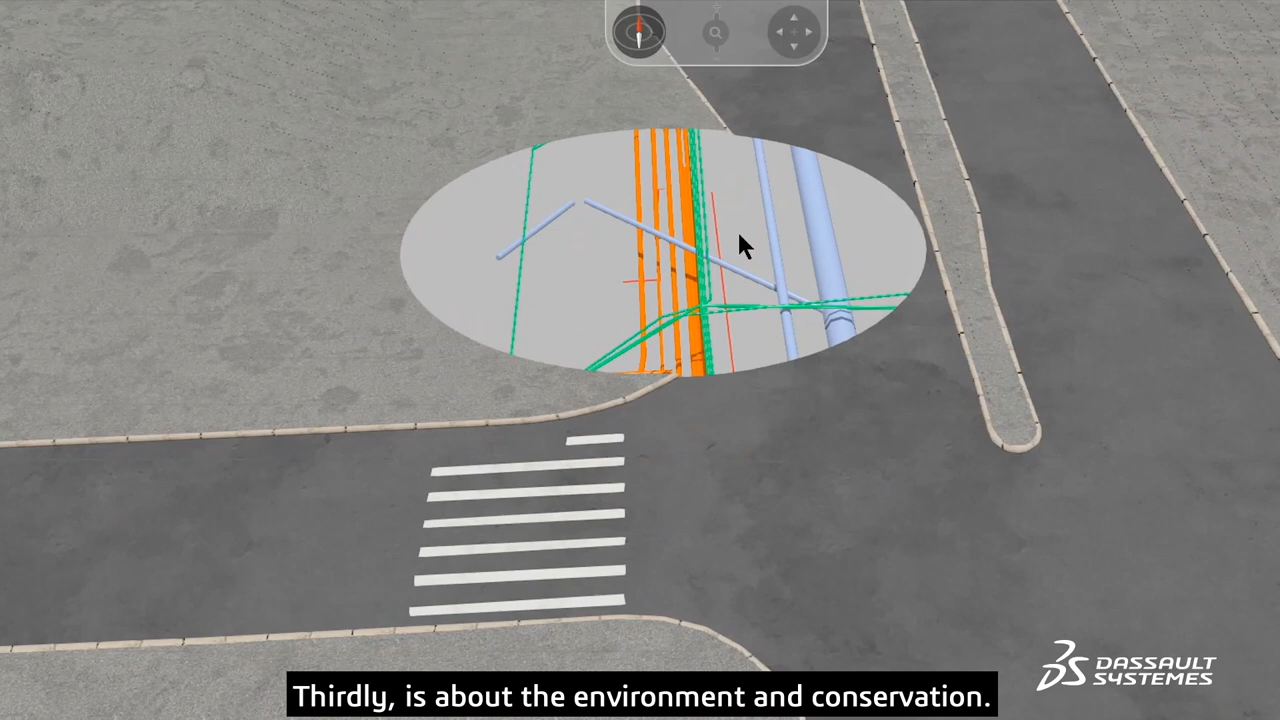 Thirdly, is about the environment and conservation.
DASSAULT
SYSTEMES